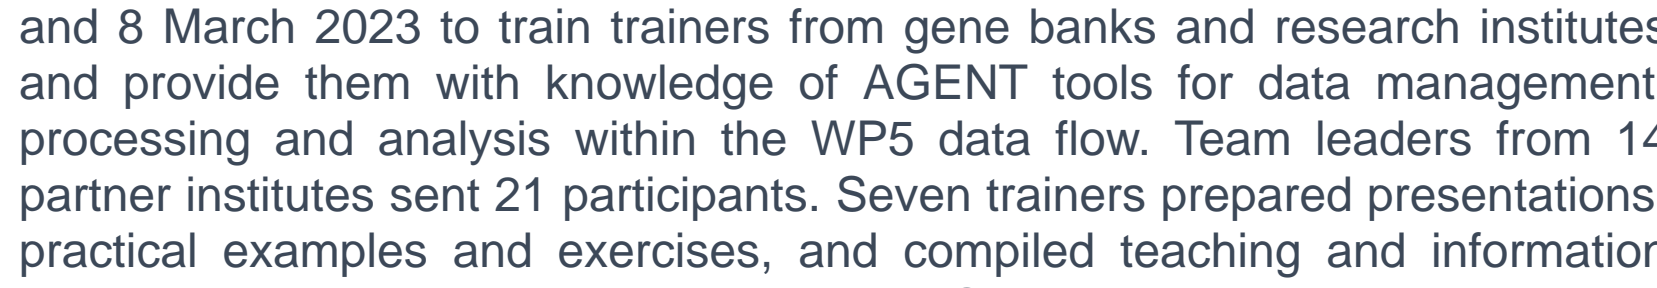 and 8 March 2023 to train trainers from gene banks and research institutes
and provide them with knowledge of AGENT tools for data management
processing and analysis within the WP5 data flow. Team leaders from 14
partner institutes sent 21 participants. Seven trainers prepared presentations
practical examples and exercises, and compiled teaching and information